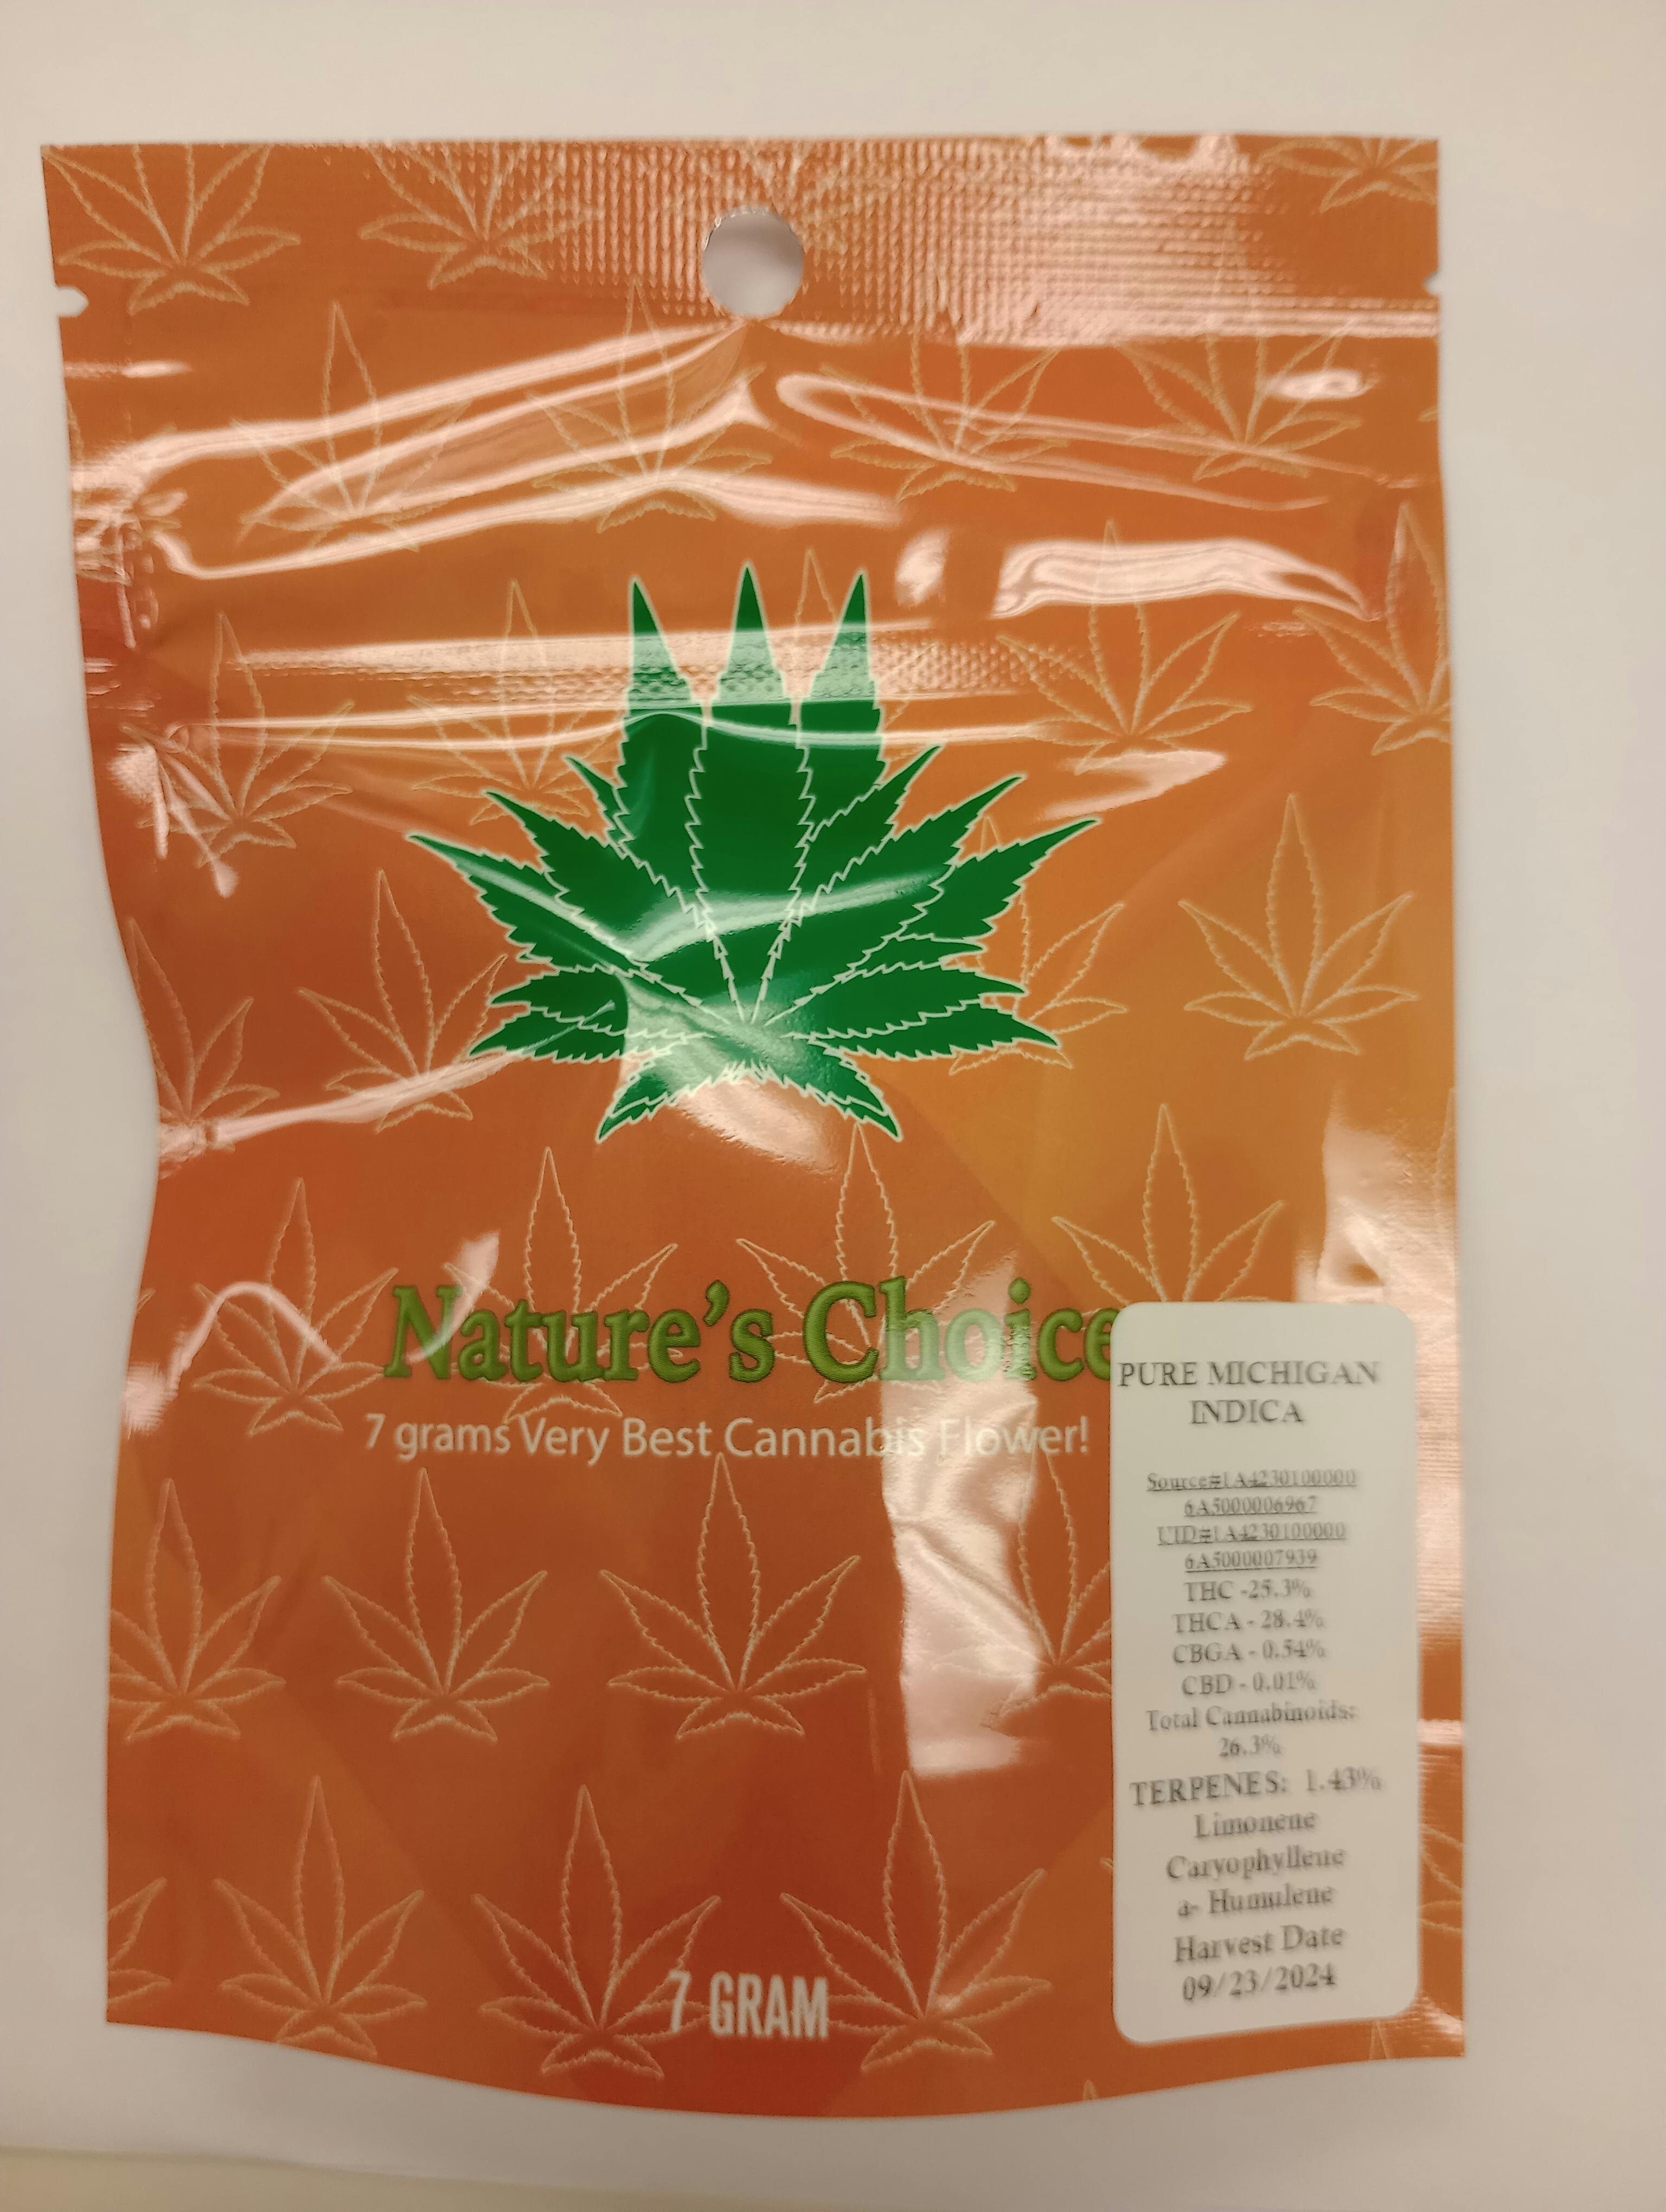 Nature's Choice
7 grams Very Best Cannabis Flower!
PURE MICHIGAN
INDICA
Source#1A4230100000
6A5000006967
UID#1A4230100000
6A5000007939
THC -25.3%
THCA - 28.4%
CBGA - 0.54%
CBD - 0.01%
Total Cannabinoids:
26.3%
TERPENES: 1.43%
Limonene
Caryophyllene
a- Humulene
Harvest Date
09/23/2024
7 GRAM